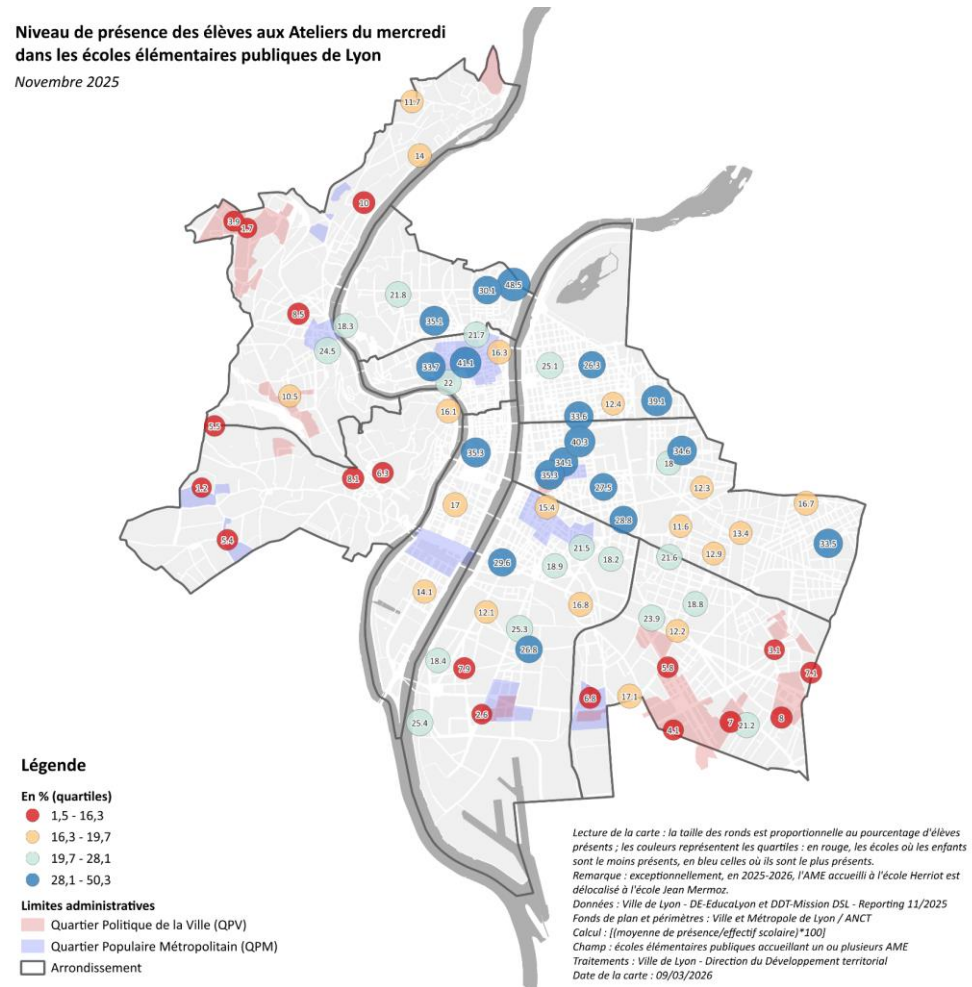 Niveau de présence des élèves aux Ateliers du mercredi
dans les écoles élémentaires publiques de Lyon
Novembre 2025
11.7
14
10
3.9
1.7
48.5
30.1
21.8
35.1
8.5
18.3
21.7
24.5
16.3
41.1
33.7
25.1
26.3
22
10.5
39.1
12.4
16.1
33.6
5.5
40.3
34.6
35.3
34.1
18
6.3
35.3
8.1
1.2
27.5
12.3
17
15.4
16.7
28.8
11.6
13.4
5.4
33.5
21.5
12.9
18.2
21.6
29.6
18.9
14.1
16.8
18.8
12.1
23.9
25.3
12.2
26.8
3.1
18.4
7.9
5.8
7.1
6.8
17.1
2.6
8
25.4
7
21.2
4.1
Légende
En % (quartiles)
1,5 - 16,3
16,3 - 19,7
19,7 - 28,1
28,1 - 50,3
Limites administratives
Quartier Politique de la Ville (QPV)
Quartier Populaire Métropolitain (QPM)
Arrondissement
Lecture de la carte : la taille des ronds est proportionnelle au pourcentage d'élèves
présents ; les couleurs représentent les quartiles : en rouge, les écoles où les enfants
sont le moins présents, en bleu celles où ils sont le plus présents.
Remarque : exceptionnement, en 2025-2026, l'AME accueilli à l'école Herriot est
délocalisé à l'école Jean Mermoz.
Données : Ville de Lyon - DE-EducaLyon et DDT-Mission DSL - Reporting 11/2025
Fonds de plan et périmètres : Ville et Métropole de Lyon / ANCT
Calcul : [(moyenne de présence/effectif scolaire)*100]
Champ : écoles élémentaires publiques accueillant un ou plusieurs AME
Traitements : Ville de Lyon - Direction du Développement territorial
Date de la carte : 09/03/2026